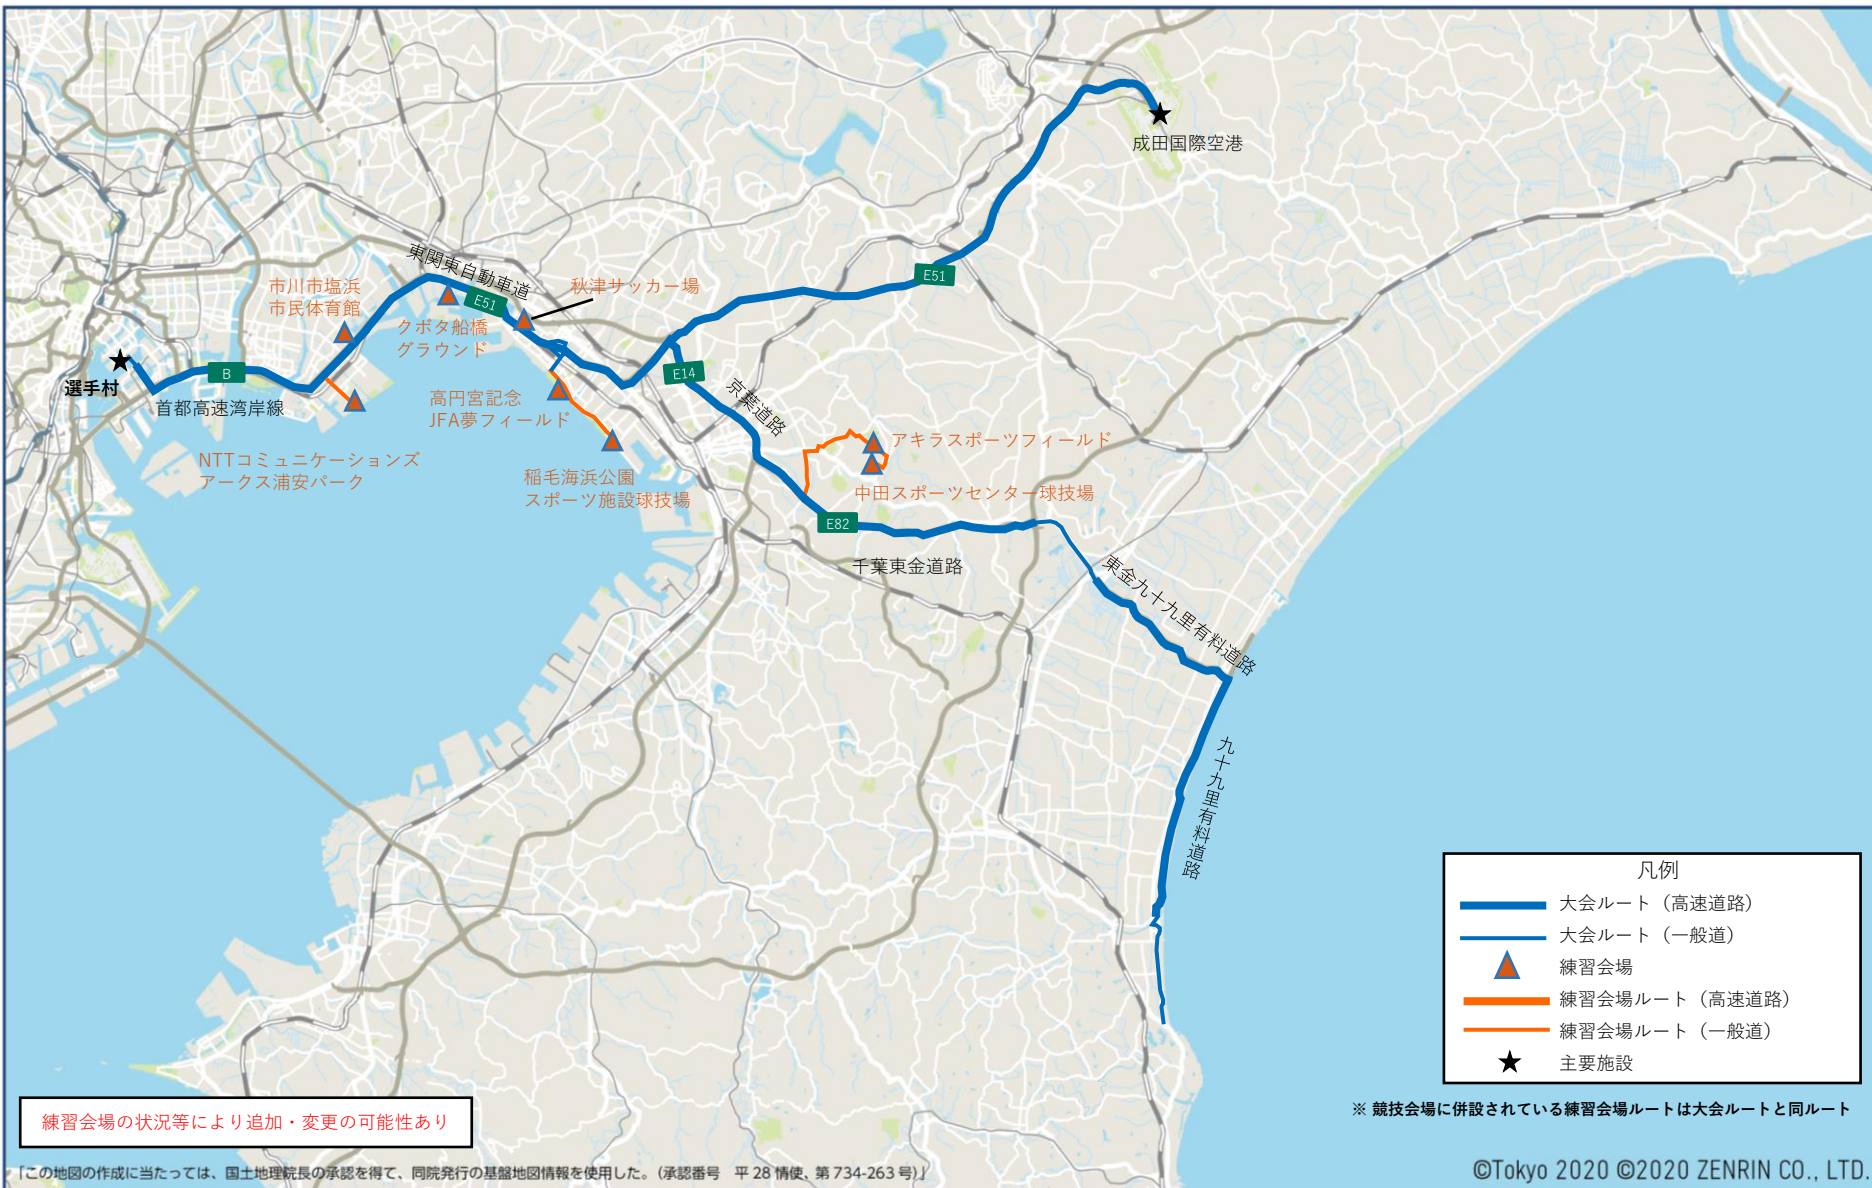 成田国際空港
E51
東関東自動車道
E51
秋津サッカー場
市川市塩浜
市民体育館
クボタ船橋
グラウンド
選手村
B
首都高速湾岸線
E14
京葉道路
高円宮記念
JFA夢フィールド
NTTコミュニケーションズ
アークス浦安パーク
稲毛海浜公園
スポーツ施設球技場
アキラスポーツフィールド
中田スポーツセンター球技場
E82
千葉東金道路
東金九十九里有料道路
九十九里有料道路
凡例
大会ルート（高速道路）
大会ルート（一般道）
練習会場
練習会場ルート（高速道路）
練習会場ルート（一般道）
主要施設
※ 競技会場に併設されている練習会場ルートは大会ルートと同ルート
練習会場の状況等により追加・変更の可能性あり
「この地図の作成に当たっては、国土地理院長の承認を得て、同院発行の基盤地図情報を使用した。（承認番号　平 28 情使、第 734-263 号）」
©Tokyo 2020 ©2020 ZENRIN CO., LTD.